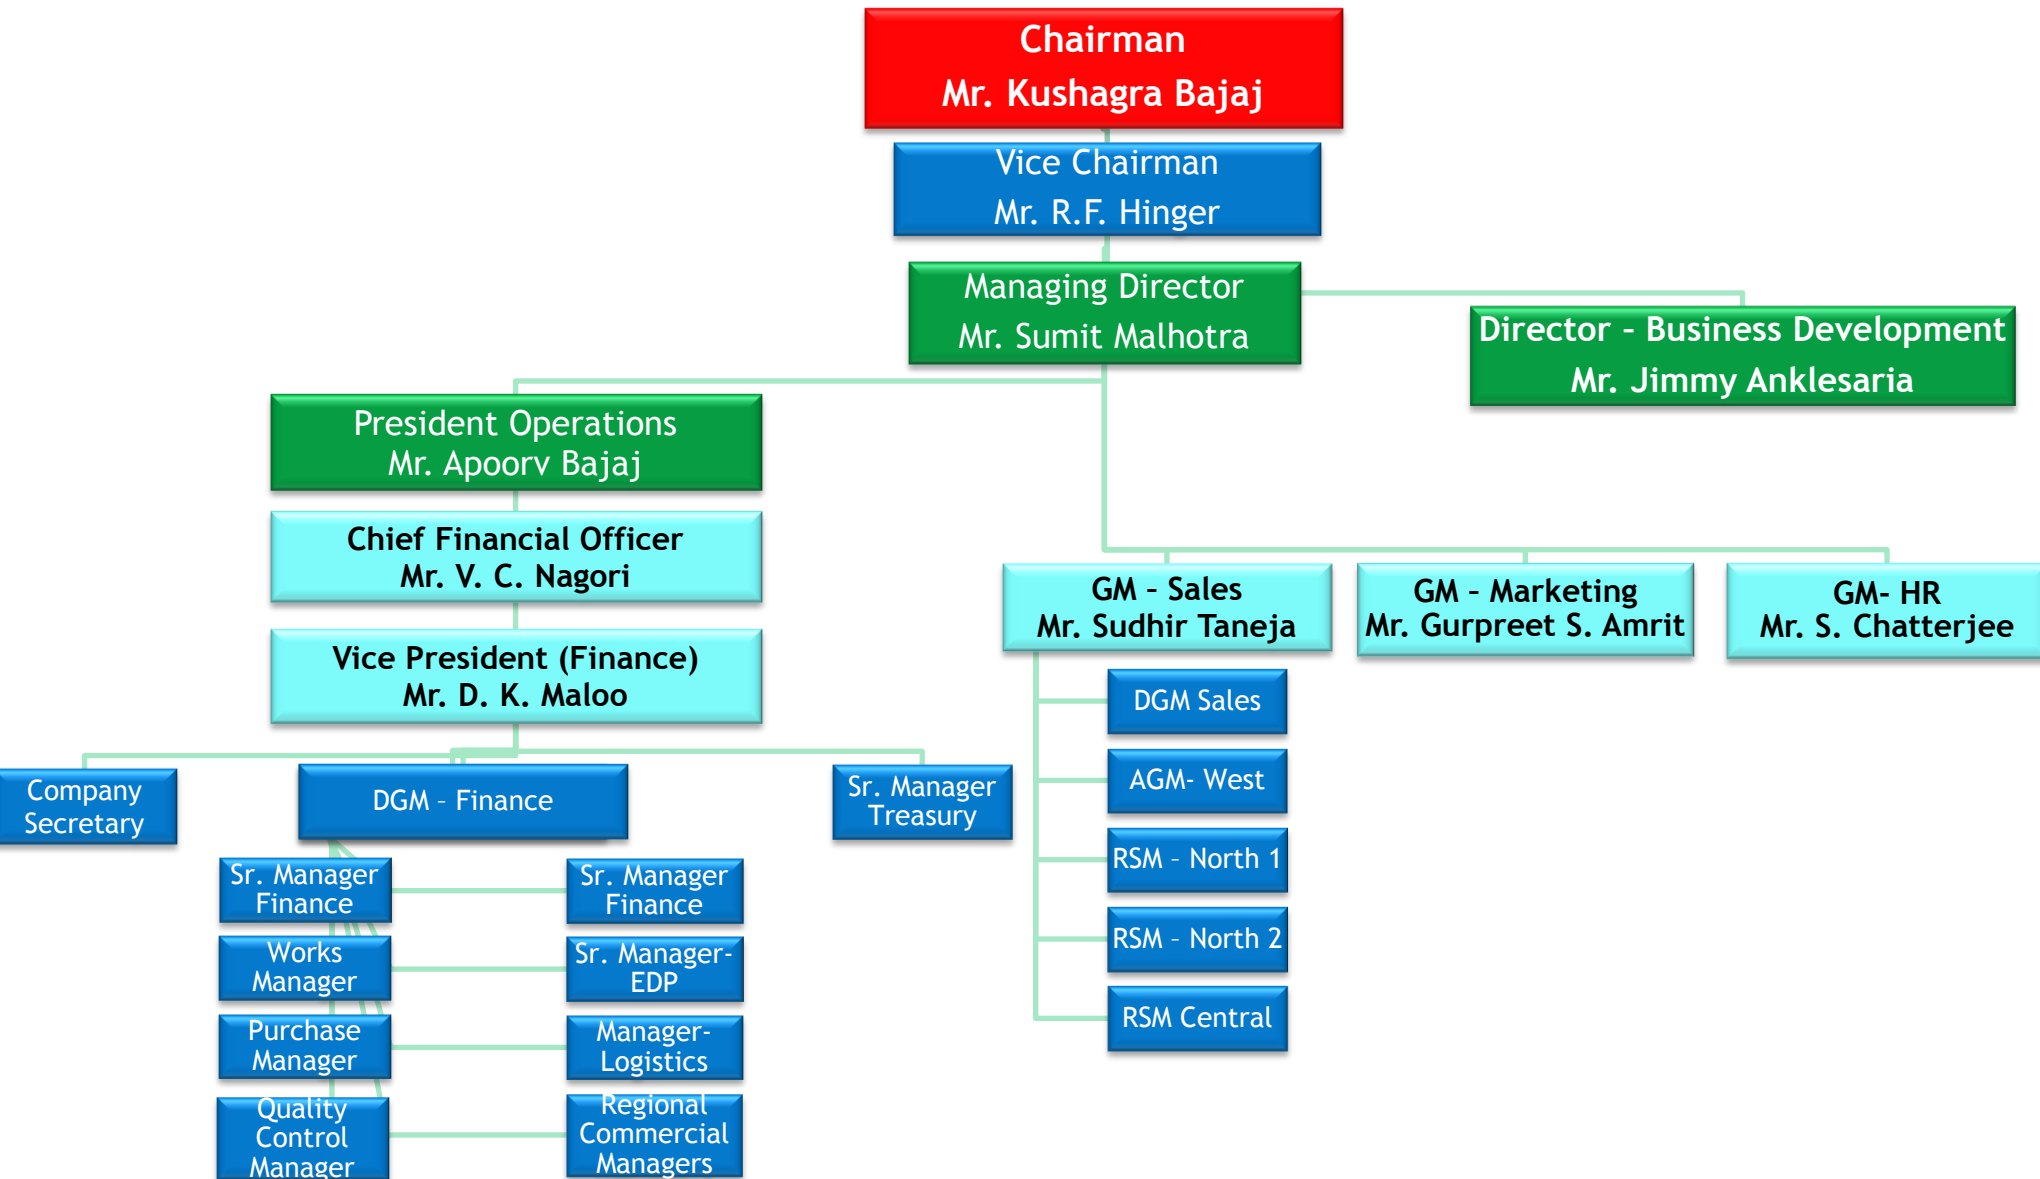 Chairman
Mr. Kushagra Bajaj
Vice Chairman
Mr. R.F. Hinger
Managing Director
Mr. Sumit Malhotra
Director – Business Development
Mr. Jimmy Anklesaria
President Operations
Mr. Apoorv Bajaj
Chief Financial Officer
Mr. V. C. Nagori
Vice President (Finance)
Mr. D. K. Maloo
GM – Sales
Mr. Sudhir Taneja
GM – Marketing
Mr. Gurpreet S. Amrit
GM- HR
Mr. S. Chatterjee
Company
Secretary
DGM – Finance
Sr. Manager
Treasury
Sr. Manager
Finance
Sr. Manager
Finance
Works
Manager
Sr. Manager-
EDP
Purchase
Manager
Manager-
Logistics
Quality
Control
Manager
Regional
Commercial
Managers
DGM Sales
AGM- West
RSM – North 1
RSM – North 2
RSM Central